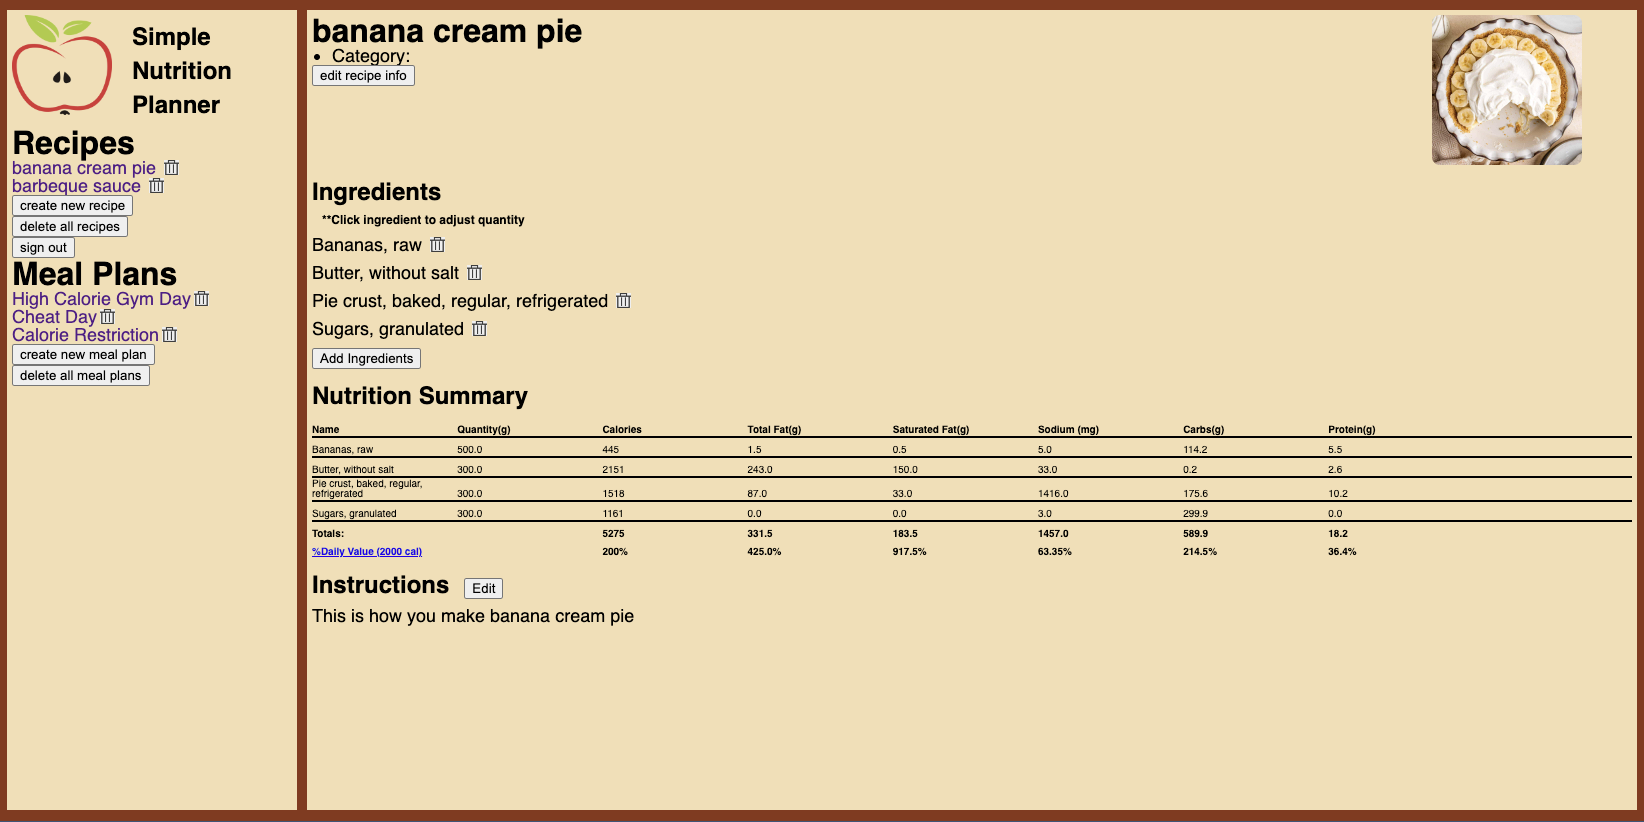 Simple
Nutrition
Planner
Recipes
banana cream pie
barbeque sauce
create new recipe
delete all recipes
sign out
Meal Plans
High Calorie Gym Day
Cheat Day
Calorie Restriction
create new meal plan
delete all meal plans
banana cream pie
• Category:
edit recipe info
Ingredients
**Click ingredient to adjust quantity
Bananas, raw
Butter, without salt
Pie crust, baked, regular, refrigerated
Sugars, granulated
Add Ingredients
Nutrition Summary
Name Quantity(g) Calories Total Fat(g) Saturated Fat(g) Sodium (mg) Carbs(g) Protein(g)
Bananas, raw 500.0 445 1.5 0.5 5.0 114.2 5.5
Butter, without salt 300.0 2151 243.0 150.0 33.0 0.2 2.6
Pie crust, baked, regular,
refrigerated 300.0 1518 87.0 33.0 1416.0 175.6 10.2
Sugars, granulated 300.0 1161 0.0 0.0 3.0 299.9 0.0
Totals: 5275 331.5 183.5 1457.0 589.9 18.2
%Daily Value (2000 cal) 200% 425.0% 917.5% 63.35% 214.5% 36.4%
Instructions Edit
This is how you make banana cream pie